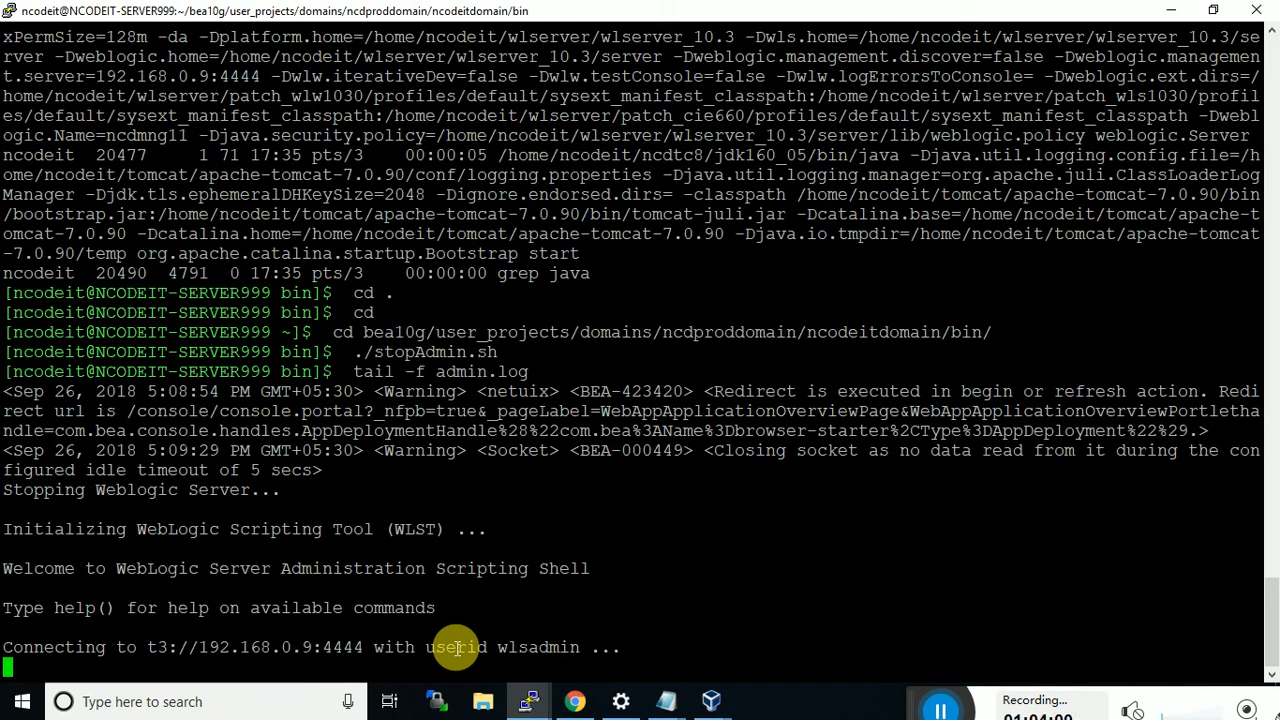 ncodeit@NCODEIT-SERVER999:~/bea10g/user_projects/domains/ncdproddomain/ncodeitdomain/bin
xPermSize=128m -da -Dplatform.home=/home/ncodeit/wlserver/wlserver_10.3 -Dwls.home=/home/ncodeit/wlserver/wlserver_10.3/se
rver -Dweblogic.home=/home/ncodeit/wlserver/wlserver_10.3/server -Dweblogic.management.discover=false -Dweblogic.managemen
t.server=192.168.0.9:4444 -Dwlw.iterativeDev=false -Dwlw.testConsole=false -Dwlw.logErrorsToConsole= -Dweblogic.ext.dirs=/
home/ncodeit/wlserver/patch_wlw1030/profiles/default/sysext_manifest_classpath:/home/ncodeit/wlserver/patch_wls1030/profil
es/default/sysext_manifest_classpath:/home/ncodeit/wlserver/patch_cie660/profiles/default/sysext_manifest_classpath -Dwebl
ogic.Name=ncdmng11 -Djava.security.policy=/home/ncodeit/wlserver/wlserver_10.3/server/lib/weblogic.policy weblogic.Server
ncodeit 20477 1 71 17:35 pts/3 00:00:05 /home/ncodeit/ncdtc8/jdk160_05/bin/java -Djava.util.logging.config.file=/h
ome/ncodeit/tomcat/apache-tomcat-7.0.90/conf/logging.properties -Djava.util.logging.manager=org.apache.juli.ClassLoaderLog
Manager -Djdk.tls.ephemeralDHKeySize=2048 -Dignore.endorsed.dirs= -classpath /home/ncodeit/tomcat/apache-tomcat-7.0.90/bin
/bootstrap.jar:/home/ncodeit/tomcat/apache-tomcat-7.0.90/bin/tomcat-juli.jar -Dcatalina.base=/home/ncodeit/tomcat/apache-t
omcat-7.0.90 -Dcatalina.home=/home/ncodeit/tomcat/apache-tomcat-7.0.90 -Djava.io.tmpdir=/home/ncodeit/tomcat/apache-tomcat
-7.0.90/temp org.apache.catalina.startup.Bootstrap start
ncodeit 20490 4791 0 17:35 pts/3 00:00:00 grep java
[ncodeit@NCODEIT-SERVER999 bin]$ cd .
[ncodeit@NCODEIT-SERVER999 bin]$ cd
[ncodeit@NCODEIT-SERVER999 ~]$ cd bea10g/user_projects/domains/ncdproddomain/ncodeitdomain/bin/
[ncodeit@NCODEIT-SERVER999 bin]$ ./stopAdmin.sh
[ncodeit@NCODEIT-SERVER999 bin]$ tail -f admin.log
<Sep 26, 2018 5:08:54 PM GMT+05:30> <Warning> <netuix> <BEA-423420> <Redirect is executed in begin or refresh action. Redi
rect url is /console/console.portal?_nfpb=true&_pageLabel=WebAppApplicationOverviewPage&WebAppApplicationOverviewPortletha
ndle=com.bea.console.handles.AppDeploymentHandle%28%22com.bea%3AName%3Dbrowser-starter%2CType%3DAppDeployment%22%29.>
<Sep 26, 2018 5:09:29 PM GMT+05:30> <Warning> <Socket> <BEA-000449> <Closing socket as no data read from it during the con
figured idle timeout of 5 secs>
Stopping Weblogic Server...
Initializing WebLogic Scripting Tool (WLST) ...
Welcome to WebLogic Server Administration Scripting Shell
Type help() for help on available commands
Connecting to t3://192.168.0.9:4444 with userid wlsadmin ...
Type here to search
Recording...
01:04:00